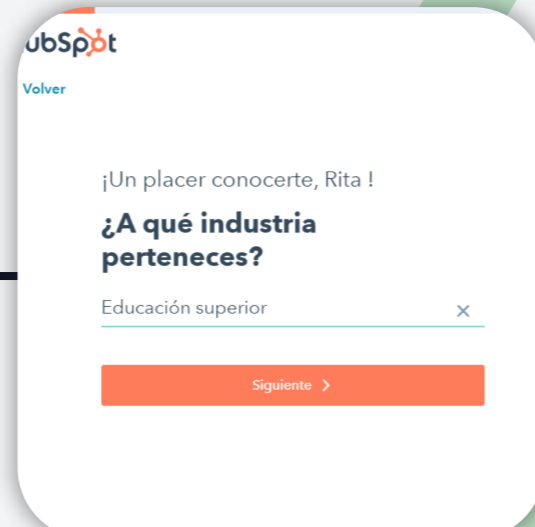 ubSpot
Volver
¡Un placer conocerte, Rita !
¿A qué industria
perteneces?
Educación superior
Siguiente